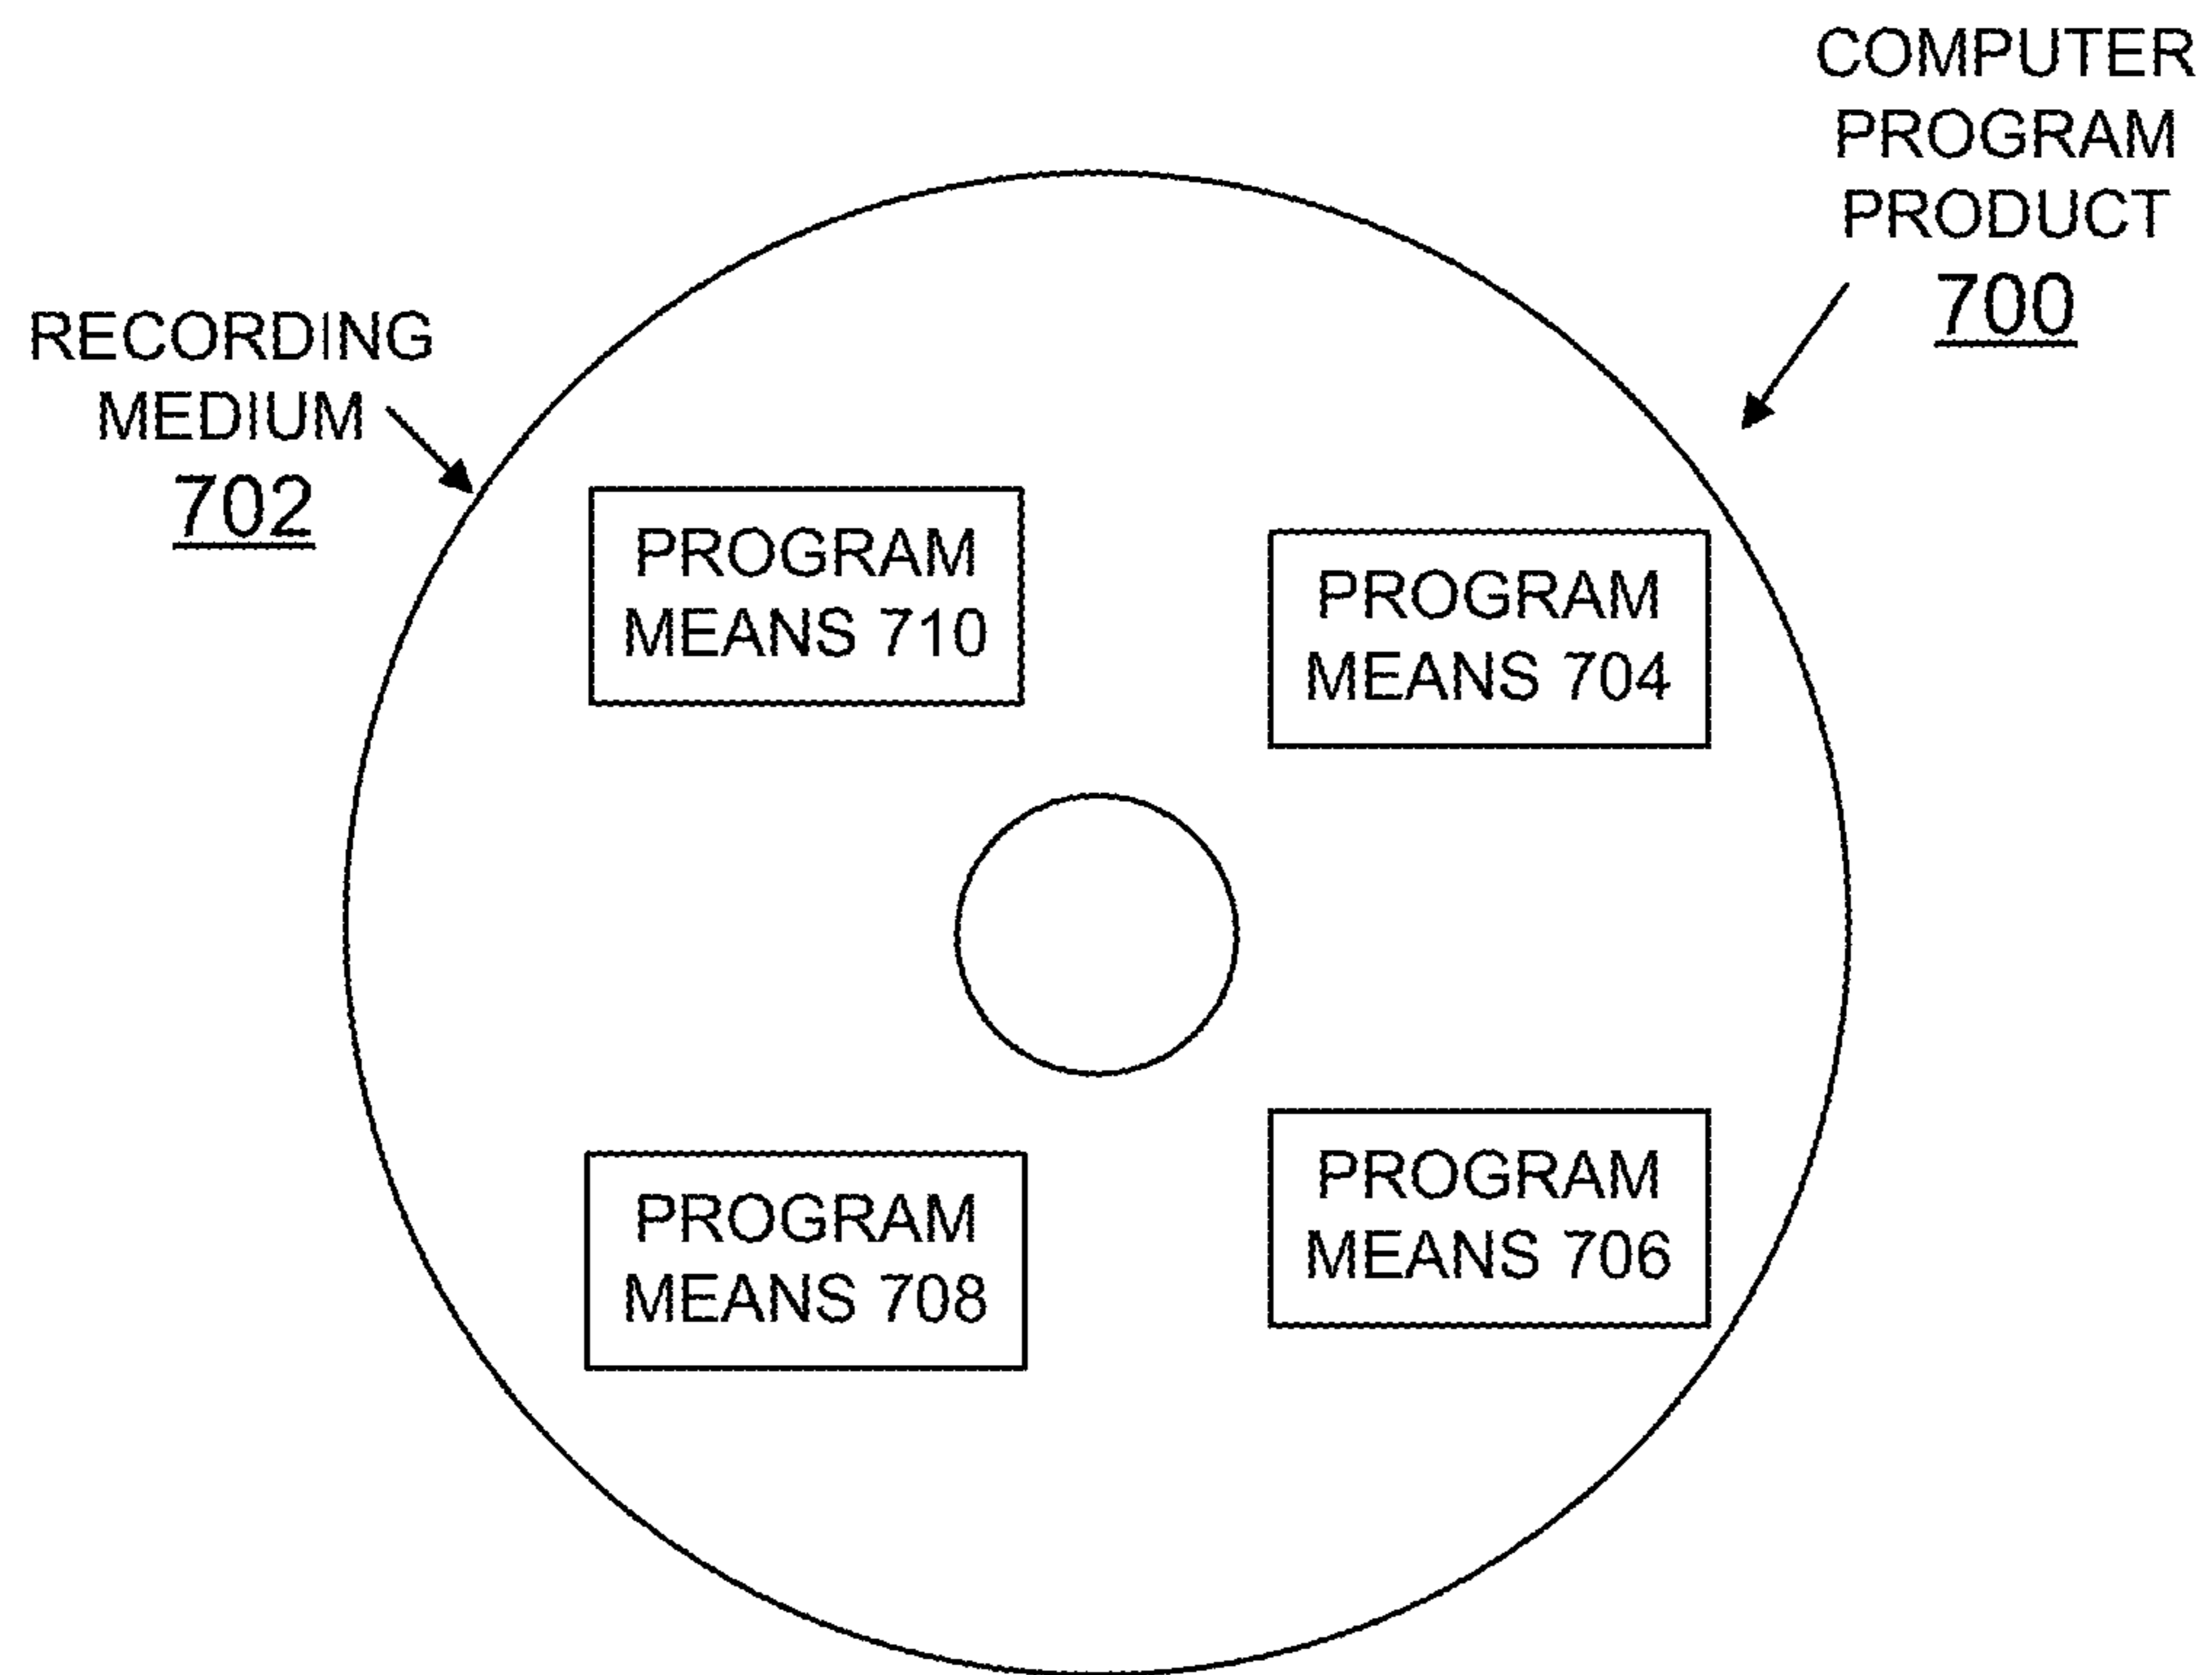 COMPUTER
PROGRAM
PRODUCT
700
RECORDING
MEDIUM
702
PROGRAM
MEANS 710
PROGRAM
MEANS 704
PROGRAM
MEANS 708
PROGRAM
MEANS 706